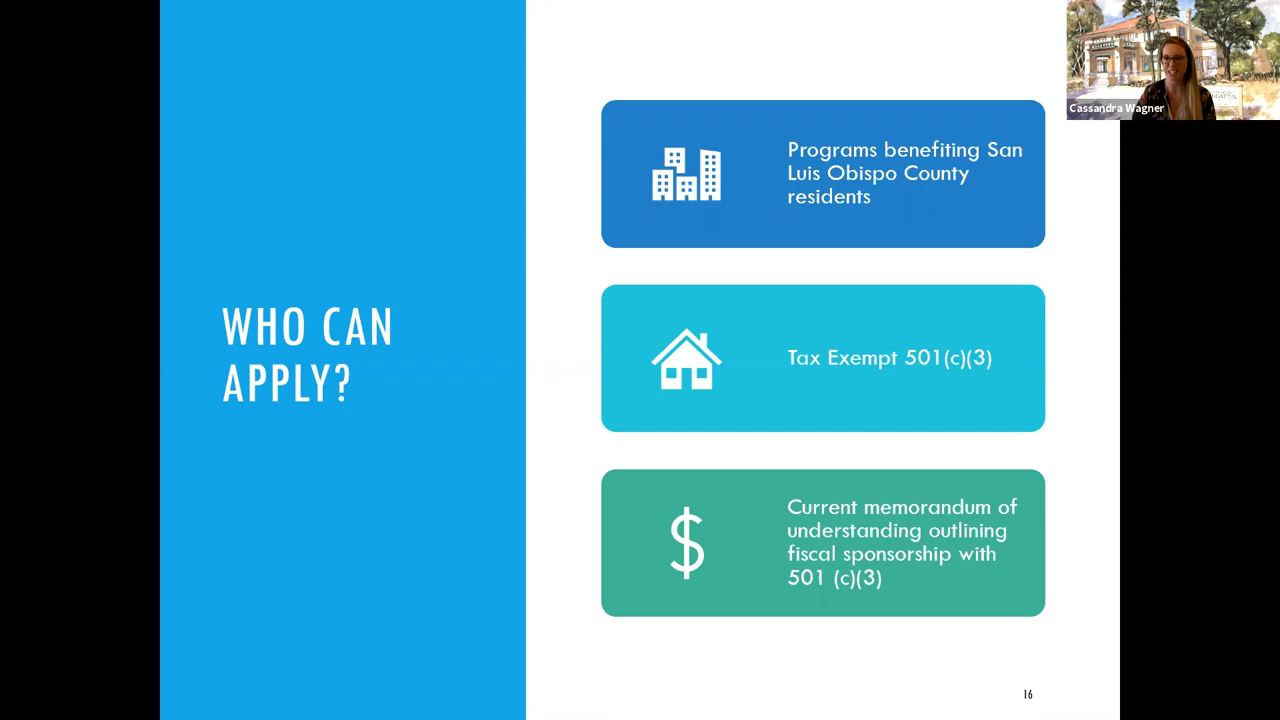 WHO CAN
APPLY?
Programs benefiting San
Luis Obispo County
residents
Tax Exempt 501(c)(3)
Current memorandum of
understanding outlining
fiscal sponsorship with
501 (c)(3)
16
Cassandra Wagner